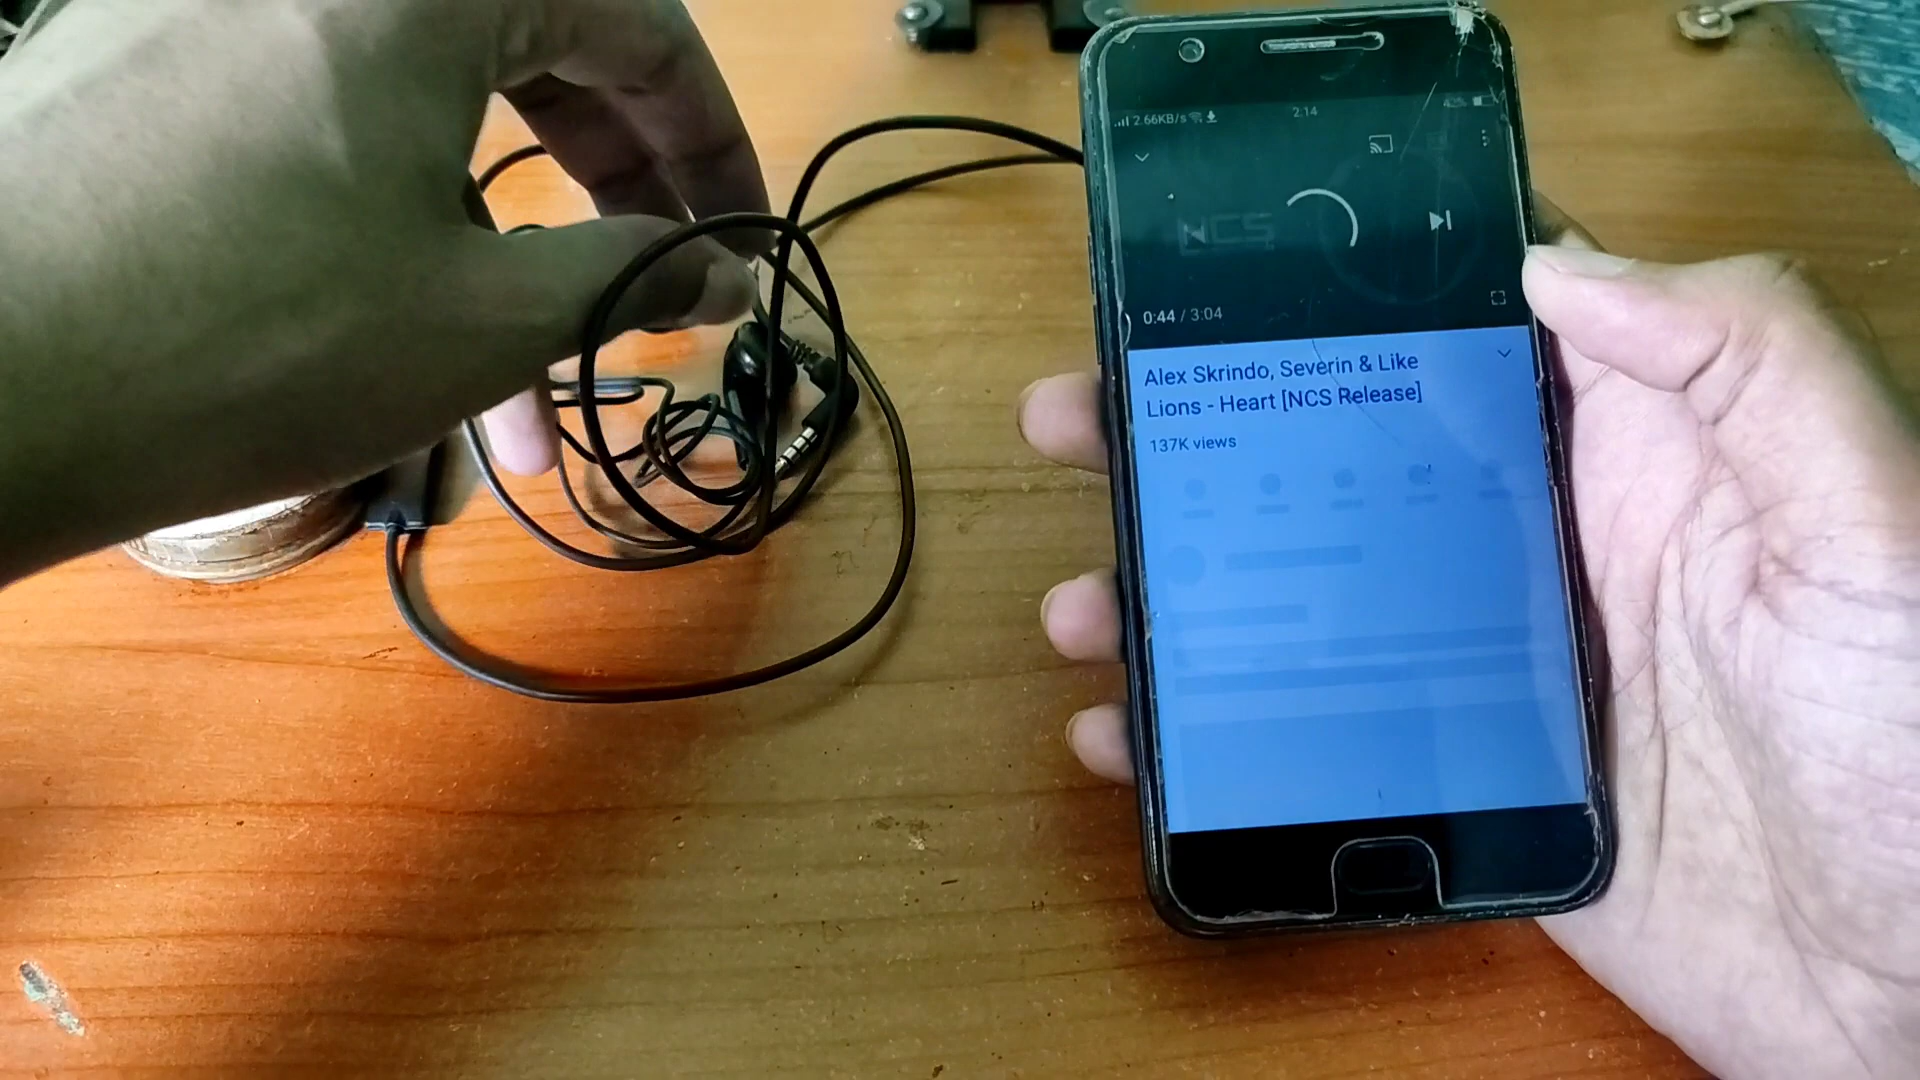 2.66KB/s
2:14
NCS
0:44 / 3:04
Alex Skrindo, Severin & Like
Lions - Heart [NCS Release]
137K views